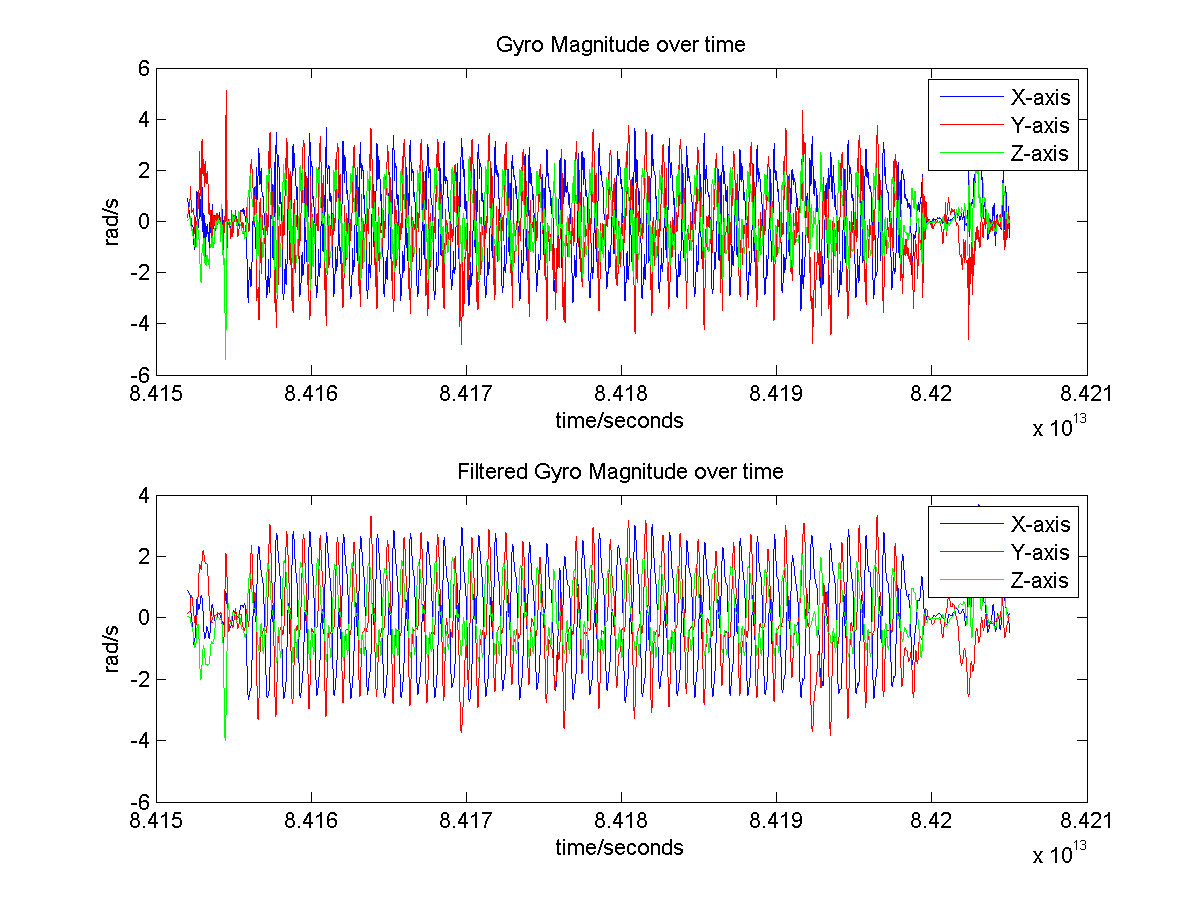 Gyro Magnitude over time
6
4
2
0
-2
-4
-6
rad/s
X-axis
Y-axis
Z-axis
8.415 8.416 8.417 8.418 8.419 8.42 8.421
time/seconds
x 10^13
Filtered Gyro Magnitude over time
4
2
0
-2
-4
-6
rad/s
X-axis
Y-axis
Z-axis
8.415 8.416 8.417 8.418 8.419 8.42 8.421
time/seconds
x 10^13